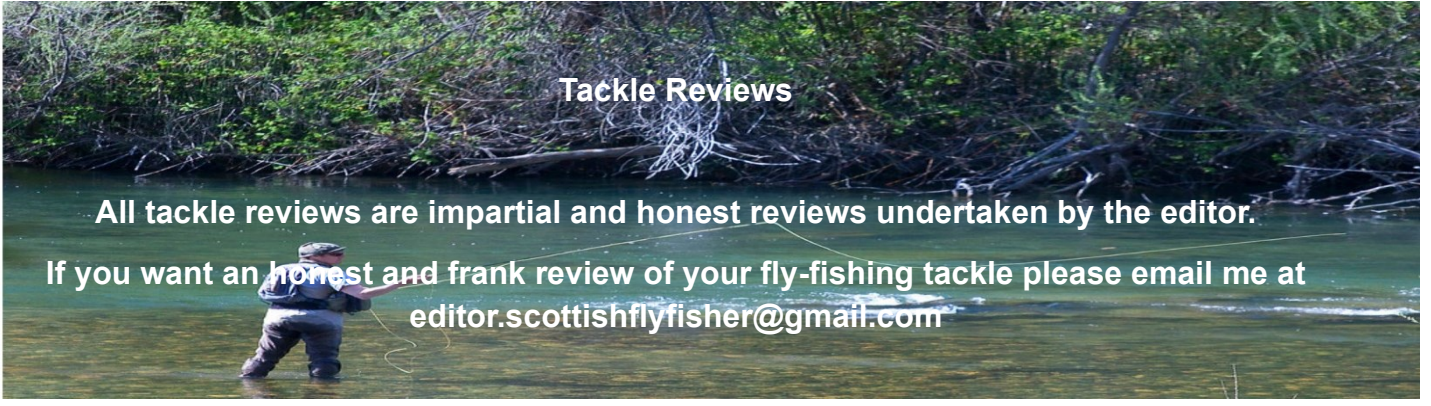 Tackle Reviews
All tackle reviews are impartial and honest reviews undertaken by the editor.
If you want an honest and frank review of your fly-fishing tackle please email me at
editor.scottishflyfisher@gmail.com